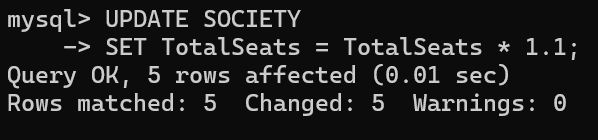 mysql> UPDATE SOCIETY
    -> SET TotalSeats = TotalSeats * 1.1;
Query OK, 5 rows affected (0.01 sec)
Rows matched: 5  Changed: 5  Warnings: 0